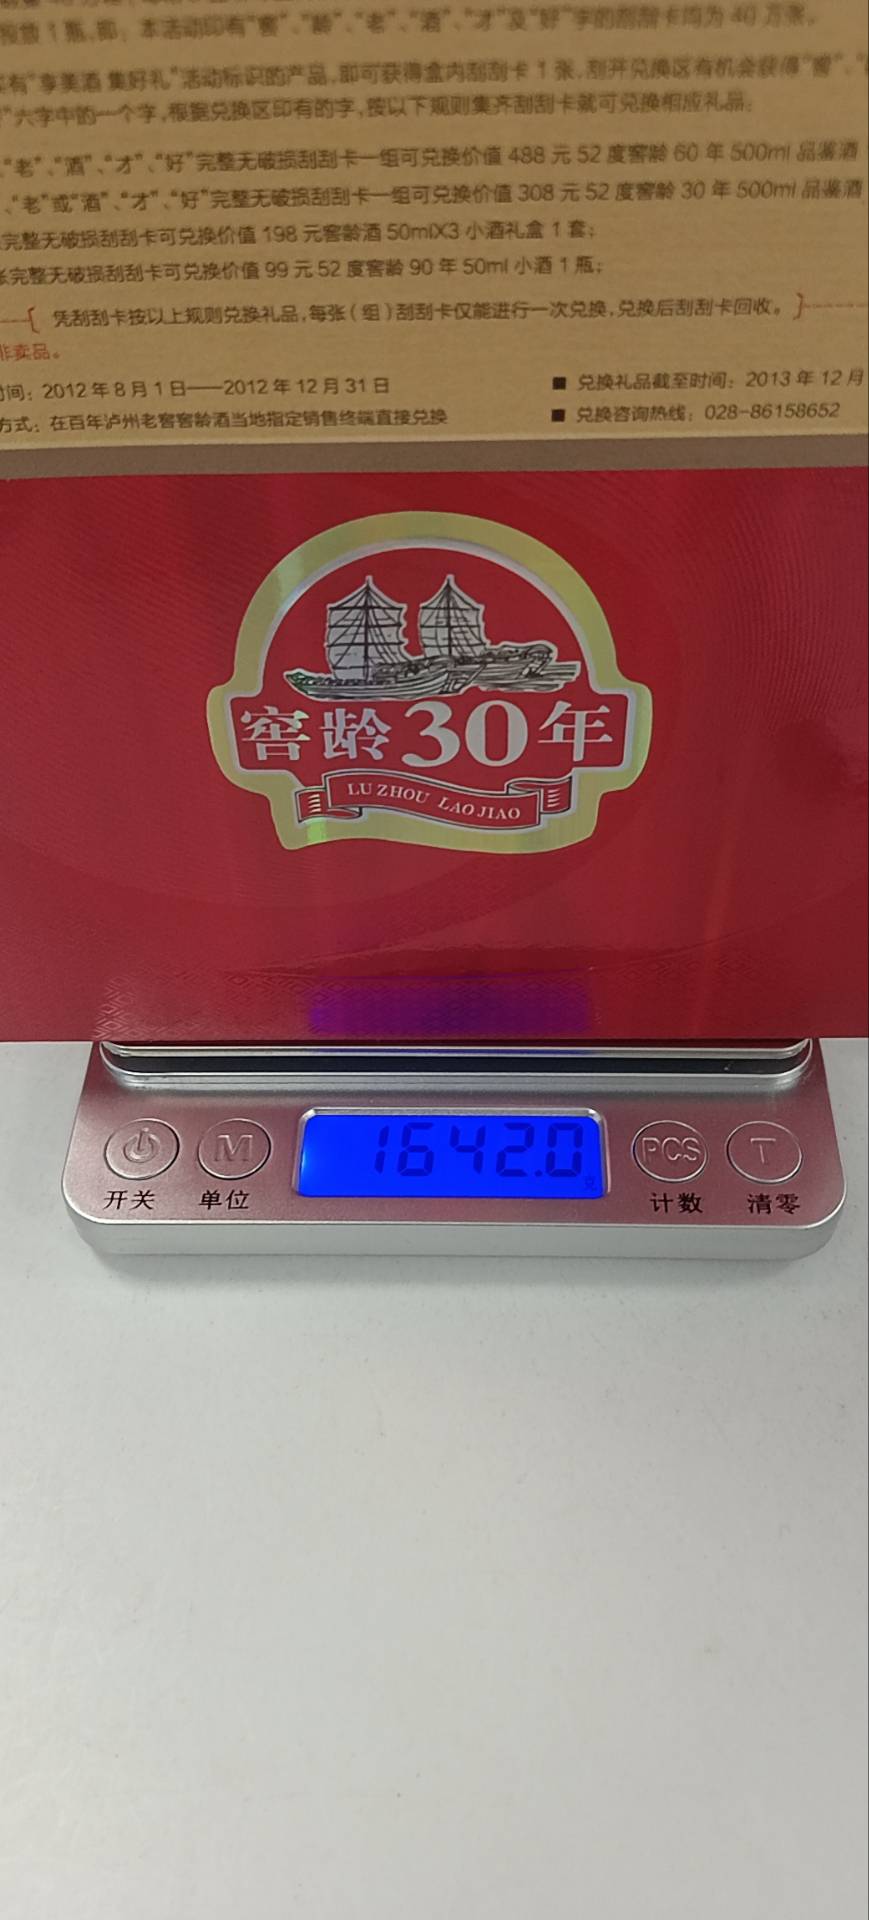 投放1瓶,即:本活动印有“窖”、“龄”、“老”、“酒”、“才”及“好”字的刮刮卡均为40万张。
有“享美酒 集好礼”活动标识的产品,即可获得盒内刮刮卡1张,刮开兑换区有机会获得“窖”、“
”六字中的一个字,根据兑换区印有的字,按以下规则集齐刮刮卡就可兑换相应礼品:
“老”、“酒”、“才”、“好”完整无破损刮刮卡一组可兑换价值488元52度窖龄60年500ml品鉴酒
、“老”或“酒”、“才”、“好”完整无破损刮刮卡一组可兑换价值308元52度窖龄30年500ml品鉴酒
完整无破损刮刮卡可兑换价值198元窖龄酒50mlX3小酒礼盒1套;
张完整无破损刮刮卡可兑换价值99元52度窖龄90年50ml小酒1瓶;
凭刮刮卡按以上规则兑换礼品,每张(组)刮刮卡仅能进行一次兑换,兑换后刮刮卡回收。
非卖品。
时间:2012年8月1日——2012年12月31日
■ 兑换礼品截至时间:2013年12月
方式:在百年泸州老窖窖龄酒当地指定销售终端直接兑换
■ 兑换咨询热线:028-86158652
窖龄30年
LU ZHOU LAO JIAO
1642.0
克
M
PCS
T
开关
单位
计数
清零